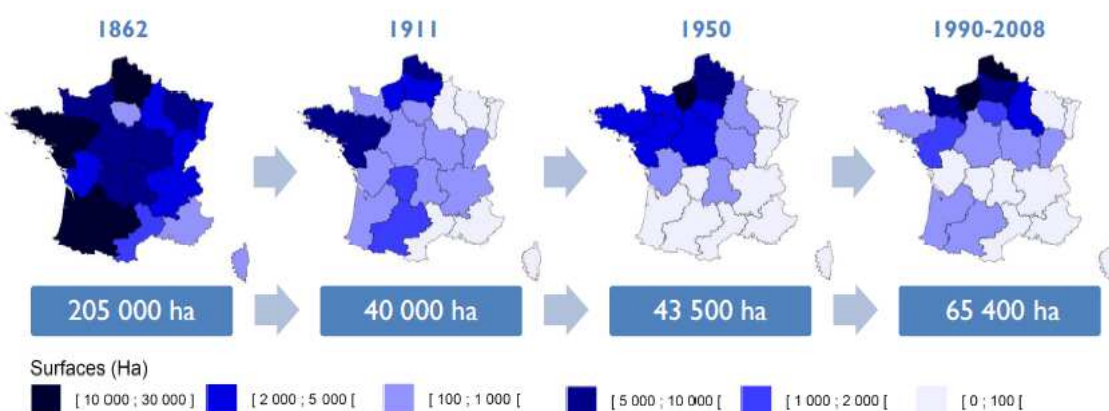 1862 1911 1950 1990-2008
205 000 ha 40 000 ha 43 500 ha 65 400 ha
Surfaces (Ha)
[ 10 000 ; 30 000 ] [ 2 000 ; 5 000 [ [ 100 ; 1 000 [ [ 5 000 ; 10 000 [ [ 1 000 ; 2 000 [ [ 0 ; 100 [